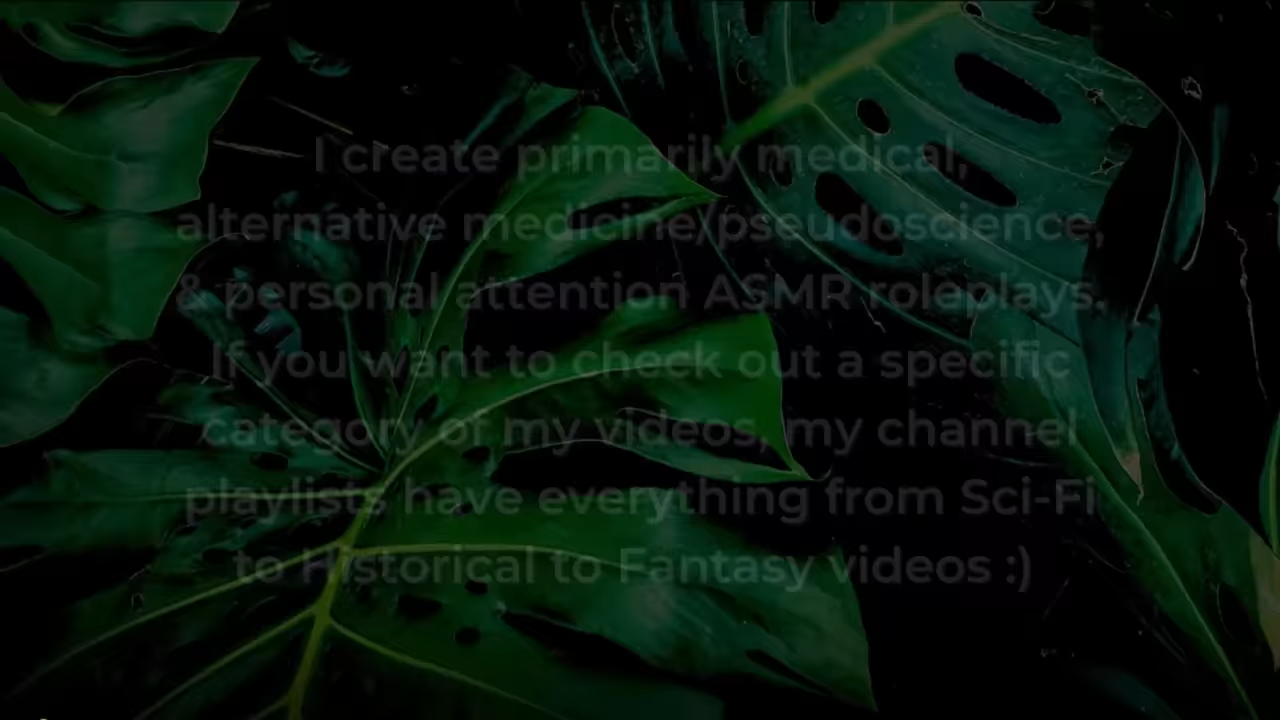 I create primarily medical,
alternative medicine/pseudoscience,
& personal attention ASMR roleplays.
If you want to check out a specific
category of my videos, my channel
playlists have everything from Sci-Fi
to Historical to Fantasy videos :)